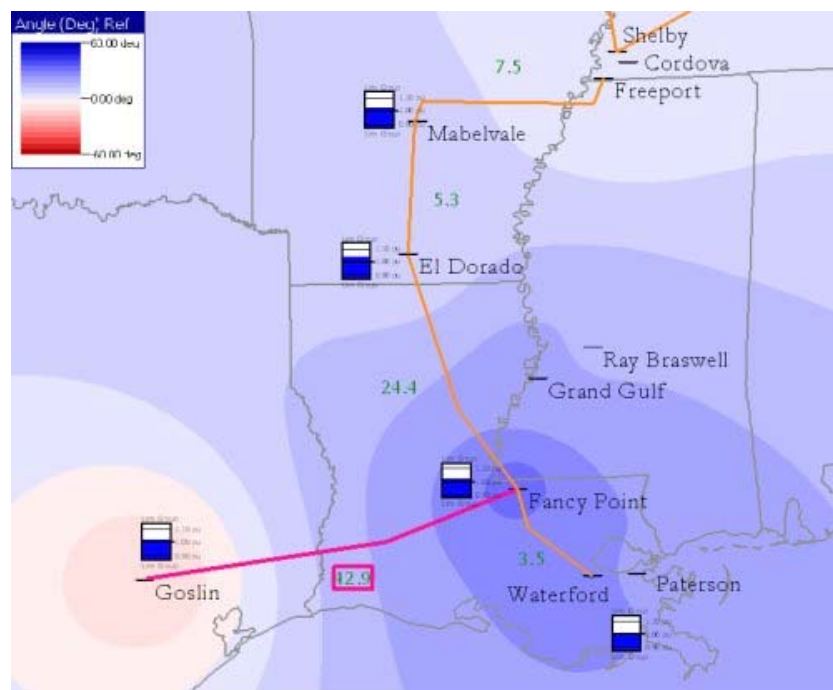 Angle (Deg) Ref
60.00 deg
0.00 deg
-60.00 deg
Shelby
Cordova
Freeport
7.5
Mabelvale
5.3
El Dorado
Ray Braswell
Grand Gulf
24.4
Fancy Point
3.5
Waterford
Paterson
42.9
Goslin